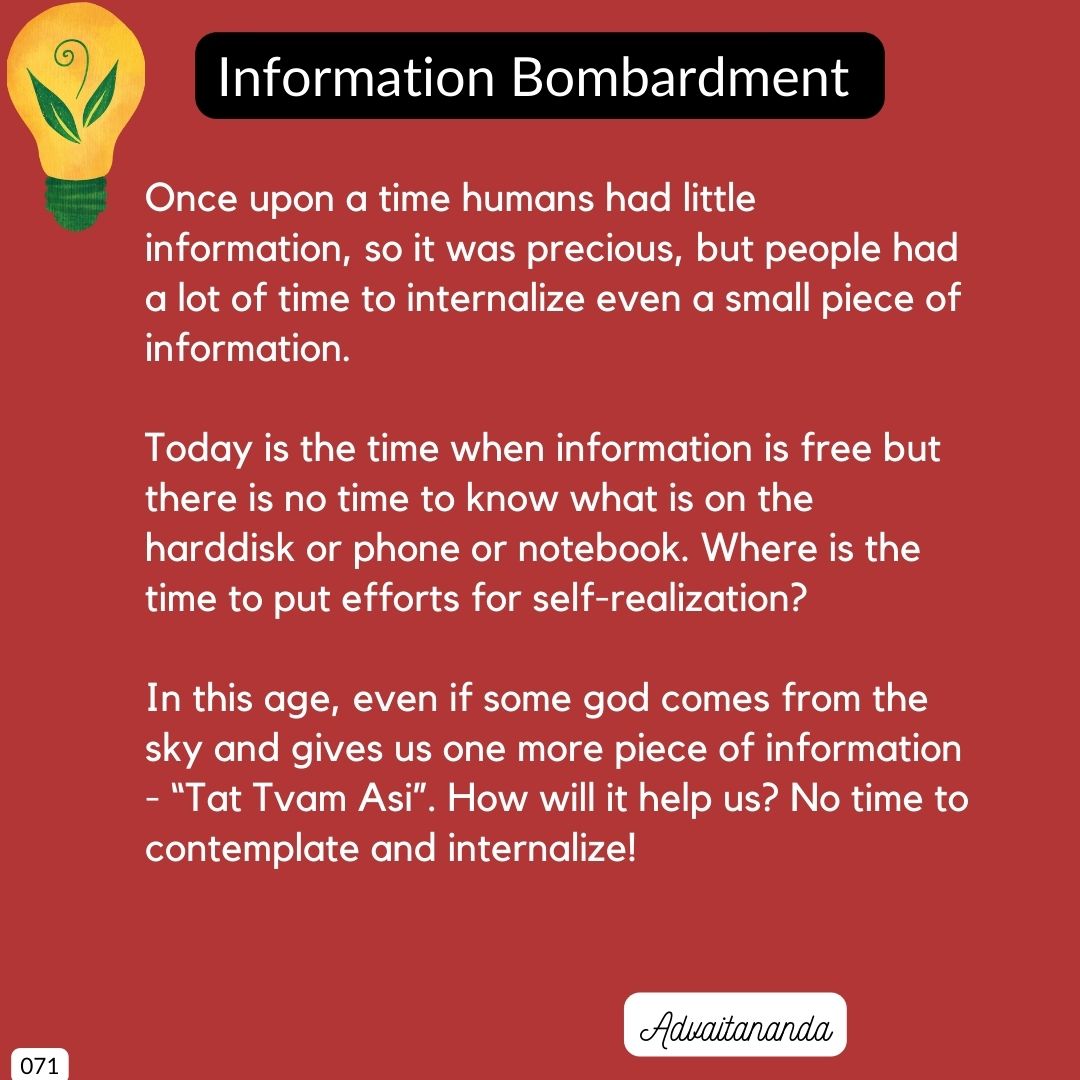 Information Bombardment
Once upon a time humans had little
information, so it was precious, but people had
a lot of time to internalize even a small piece of
information.
Today is the time when information is free but
there is no time to know what is on the
harddisk or phone or notebook. Where is the
time to put efforts for self-realization?
In this age, even if some god comes from the
sky and gives us one more piece of information
- “Tat Tvam Asi”. How will it help us? No time to
contemplate and internalize!
Advaitananda
071